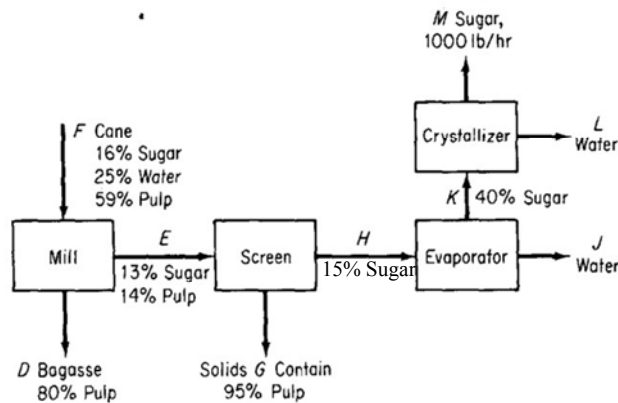 M Sugar,
1000 lb/hr
F Cane
16% Sugar
25% Water
59% Pulp
Crystallizer
L
Water
K 40% Sugar
Mill
E
13% Sugar
14% Pulp
Screen
H
15% Sugar
Evaporator
J
Water
D Bagasse
80% Pulp
Solids G Contain
95% Pulp